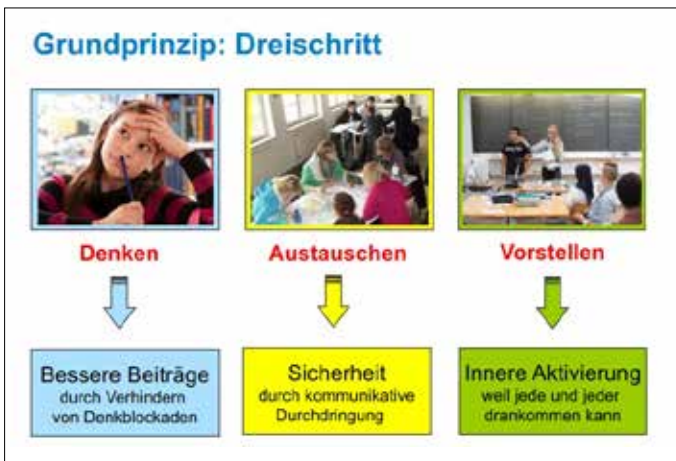 Grundprinzip: Dreischritt
Denken
Austauschen
Vorstellen
Bessere Beiträge
durch Verhindern
von Denkblockaden
Sicherheit
durch kommunikative
Durchdringung
Innere Aktivierung
weil jede und jeder
drankommen kann